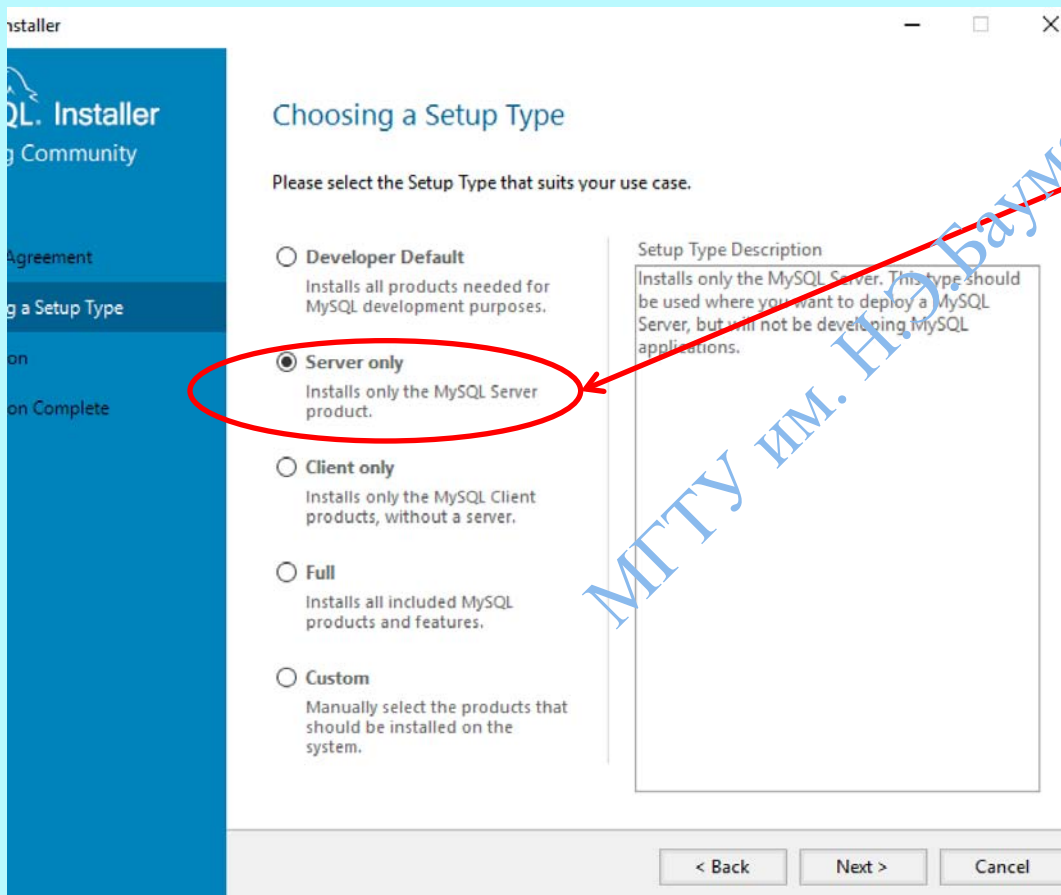 nstaller
QL. Installer
g Community
Agreement
g a Setup Type
on
on Complete
Choosing a Setup Type
Please select the Setup Type that suits your use case.
Developer Default
Installs all products needed for
MySQL development purposes.
Server only
Installs only the MySQL Server
product.
Client only
Installs only the MySQL Client
products, without a server.
Full
Installs all included MySQL
products and features.
Custom
Manually select the products that
should be installed on the
system.
Setup Type Description
Installs only the MySQL Server. This type should
be used where you want to deploy a MySQL
Server, but will not be developing MySQL
applications.
МГТУ им. Н.Э.Баум
< Back
Next >
Cancel